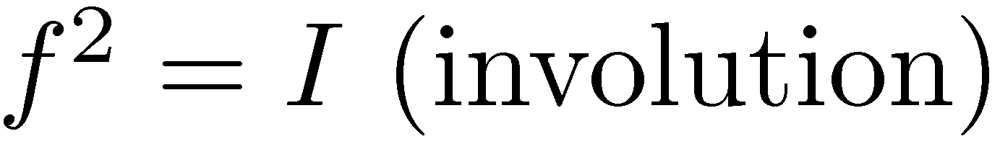 f² = I (involution)